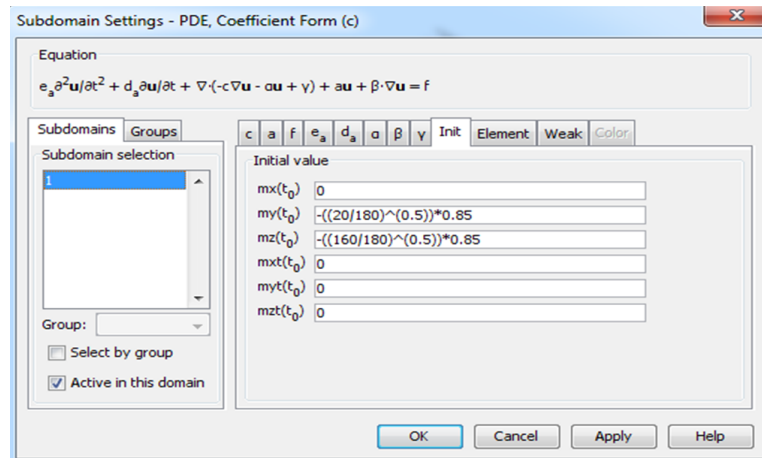 Subdomain Settings - PDE, Coefficient Form (c)
Equation
eₐ∂²u/∂t² + dₐ∂u/∂t + ∇·(-c∇u - αu + γ) + au + β·∇u = f
Subdomains Groups
c a f eₐ dₐ α β γ Init Element Weak Color
Subdomain selection
1
Initial value
mx(t₀) 0
my(t₀) -((20/180)^(0.5))*0.85
mz(t₀) -((160/180)^(0.5))*0.85
mxt(t₀) 0
myt(t₀) 0
mzt(t₀) 0
Group:
Select by group
Active in this domain
OK Cancel Apply Help